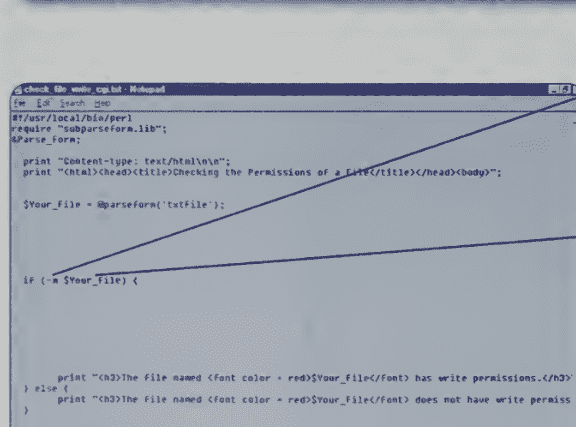 check_file_write_cgi.txt - Notepad
File Edit Search Help
#!/usr/local/bin/perl
require "subparseform.lib";
&Parse_Form;
print "Content-type: text/html\n\n";
print "<html><head><title>Checking the Permissions of a File</title></head><body>";
$Your_File = @parseform('txtfile');
if (-w $Your_File) {
print "<h3>The File named <font color = red>$Your_File</font> has write permissions.</h3>"
} else {
print "<h3>The File named <font color = red>$Your_File</font> does not have write permiss
}